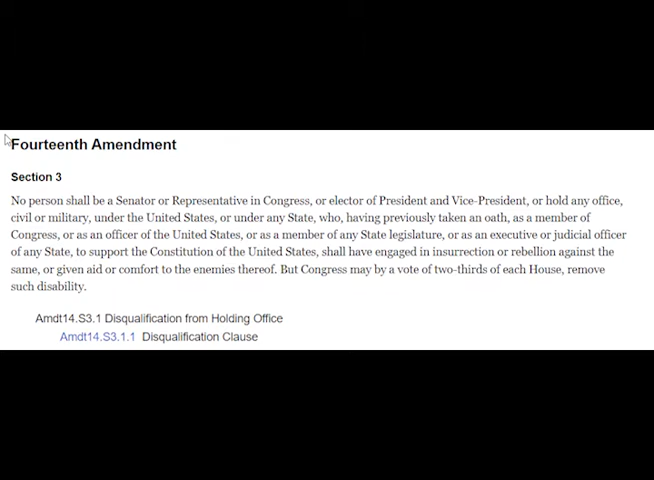 Fourteenth Amendment
Section 3
No person shall be a Senator or Representative in Congress, or elector of President and Vice-President, or hold any office,
civil or military, under the United States, or under any State, who, having previously taken an oath, as a member of
Congress, or as an officer of the United States, or as a member of any State legislature, or as an executive or judicial officer
of any State, to support the Constitution of the United States, shall have engaged in insurrection or rebellion against the
same, or given aid or comfort to the enemies thereof. But Congress may by a vote of two-thirds of each House, remove
such disability.
Amdt14.S3.1 Disqualification from Holding Office
Amdt14.S3.1.1 Disqualification Clause